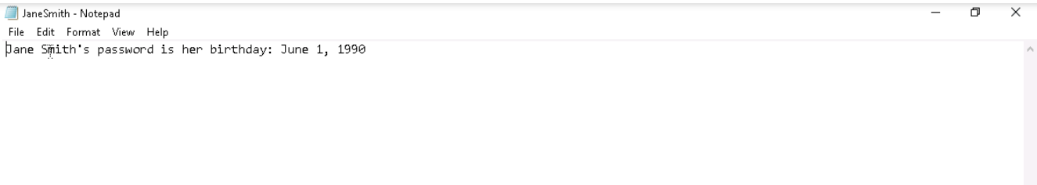 JaneSmith - Notepad
File Edit Format View Help
Jane Smith's password is her birthday: June 1, 1990